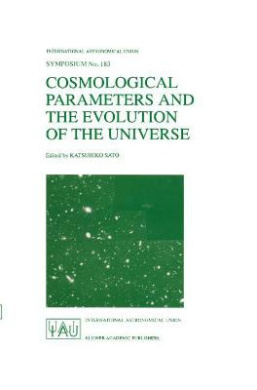 INTERNATIONAL ASTRONOMICAL UNION
SYMPOSIUM No. 183
COSMOLOGICAL
PARAMETERS AND
THE EVOLUTION
OF THE UNIVERSE
Edited by KATSUHIKO SATO
IAU
INTERNATIONAL ASTRONOMICAL UNION
KLUWER ACADEMIC PUBLISHERS